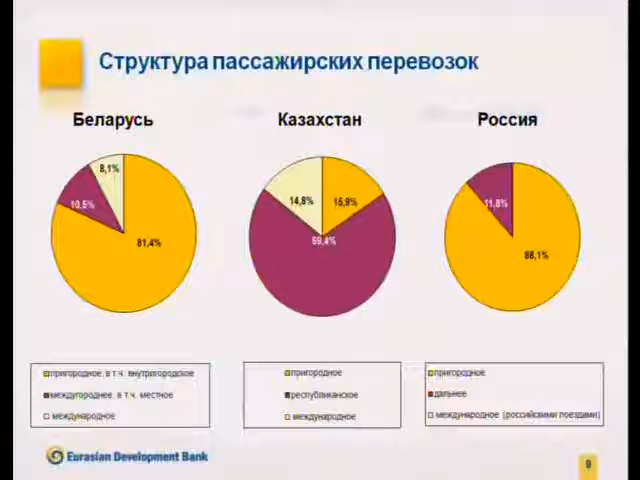 Структура пассажирских перевозок
Беларусь
Казахстан
Россия
8,1%
10,5%
81,4%
14,8%
15,9%
69,4%
11,8%
88,1%
пригородное, в т.ч. внутригородское
междугороднее, в т.ч. местное
международное
пригородное
республиканское
международное
пригородное
дальнее
международное (российскими поездами)
Eurasian Development Bank
9